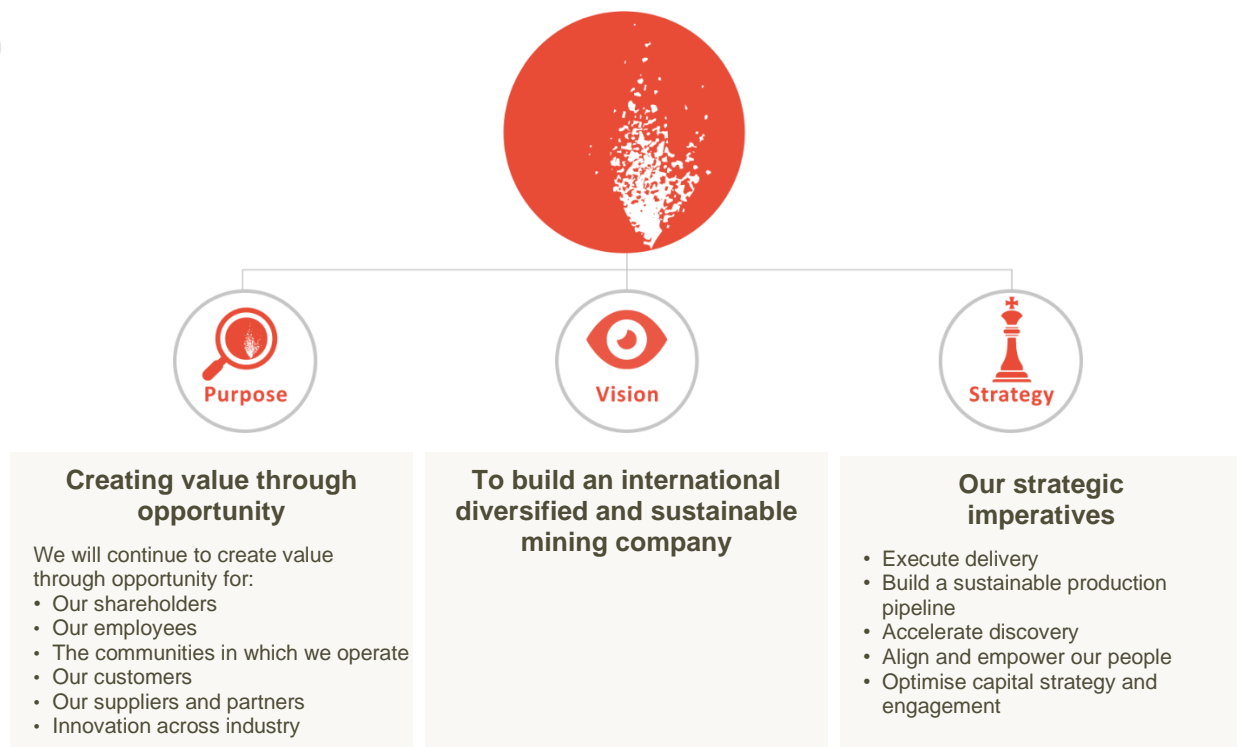 Purpose
Vision
Strategy
Creating value through
opportunity
We will continue to create value
through opportunity for:
• Our shareholders
• Our employees
• The communities in which we operate
• Our customers
• Our suppliers and partners
• Innovation across industry
To build an international
diversified and sustainable
mining company
Our strategic
imperatives
• Execute delivery
• Build a sustainable production
pipeline
• Accelerate discovery
• Align and empower our people
• Optimise capital strategy and
engagement